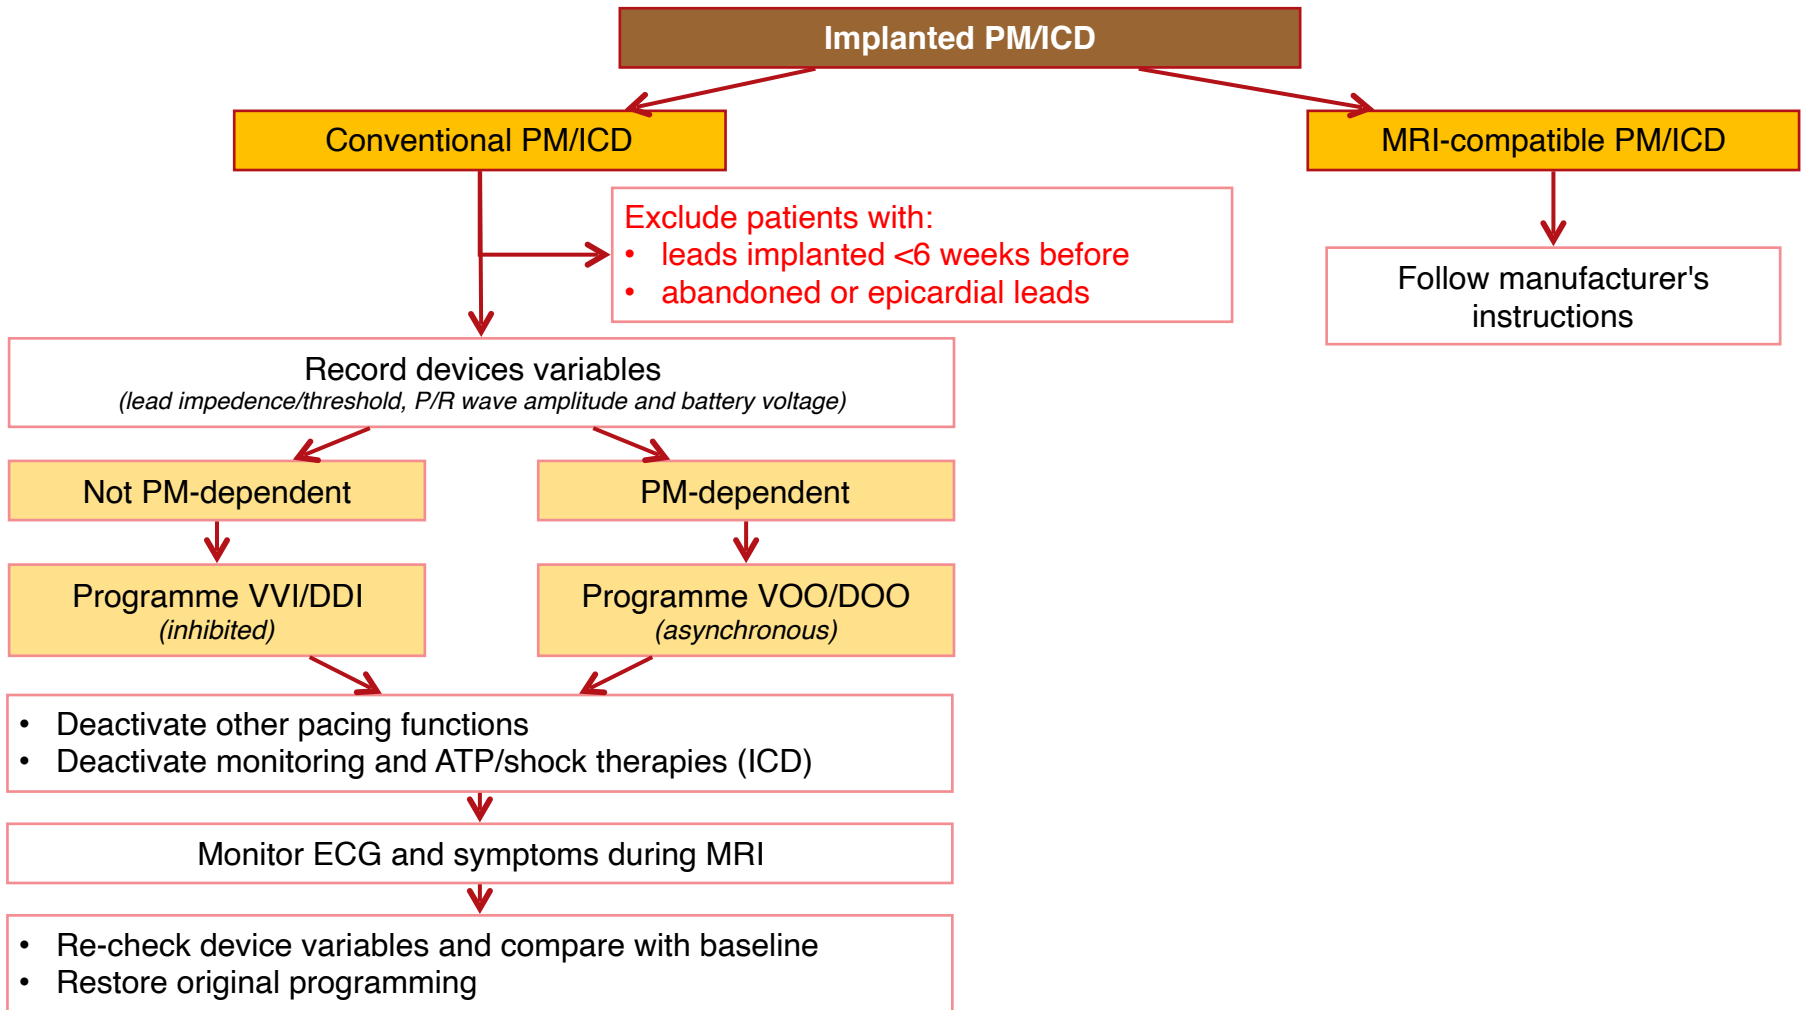 Implanted PM/ICD
Conventional PM/ICD
MRI-compatible PM/ICD
Exclude patients with:
• leads implanted <6 weeks before
• abandoned or epicardial leads
Follow manufacturer's
instructions
Record devices variables
(lead impedence/threshold, P/R wave amplitude and battery voltage)
Not PM-dependent
PM-dependent
Programme VVI/DDI
(inhibited)
Programme VOO/DOO
(asynchronous)
• Deactivate other pacing functions
• Deactivate monitoring and ATP/shock therapies (ICD)
Monitor ECG and symptoms during MRI
• Re-check device variables and compare with baseline
• Restore original programming